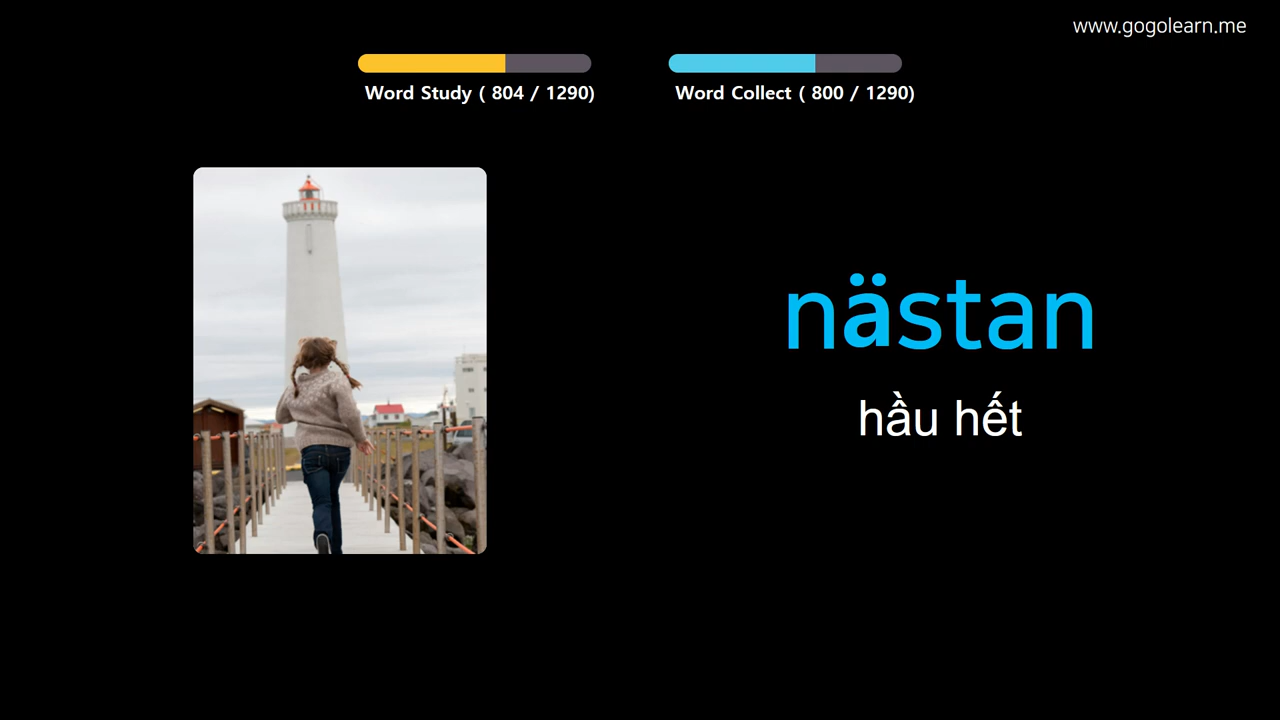 www.gogolearn.me
Word Study ( 804 / 1290)
Word Collect ( 800 / 1290)
nästan
hầu hết